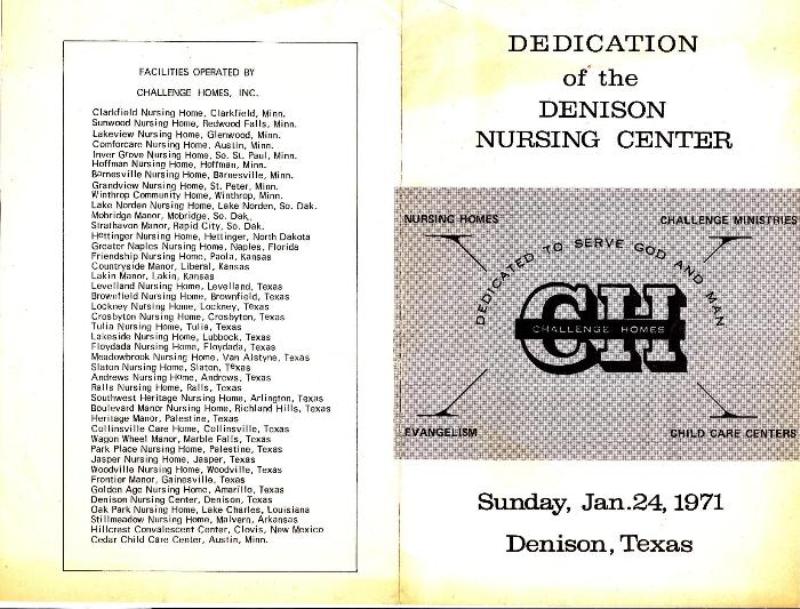 FACILITIES OPERATED BY
CHALLENGE HOMES, INC.
Clarkfield Nursing Home, Clarkfield, Minn.
Sunwood Nursing Home, Redwood Falls, Minn.
Lakeview Nursing Home, Glenwood, Minn.
Comforcare Nursing Home, Austin, Minn.
Inver Grove Nursing Home, So. St. Paul, Minn.
Hoffman Nursing Home, Hoffman, Minn.
Barnesville Nursing Home, Barnesville, Minn.
Grandview Nursing Home, St. Peter, Minn.
Winthrop Community Home, Winthrop, Minn.
Lake Norden Nursing Home, Lake Norden, So. Dak.
Mobridge Manor, Mobridge, So. Dak.
Strathavon Manor, Rapid City, So. Dak.
Hettinger Nursing Home, Hettinger, North Dakota
Greater Naples Nursing Home, Naples, Florida
Friendship Nursing Home, Paola, Kansas
Countryside Manor, Liberal, Kansas
Lakin Manor, Lakin, Kansas
Levelland Nursing Home, Levelland, Texas
Brownfield Nursing Home, Brownfield, Texas
Lockney Nursing Home, Lockney, Texas
Crosbyton Nursing Home, Crosbyton, Texas
Tulia Nursing Home, Tulia, Texas
Lakeside Nursing Home, Lubbock, Texas
Floydada Nursing Home, Floydada, Texas
Meadowbrook Nursing Home, Van Alstyne, Texas
Slaton Nursing Home, Slaton, Texas
Andrews Nursing Home, Andrews, Texas
Ralls Nursing Home, Ralls, Texas
Southwest Heritage Nursing Home, Arlington, Texas
Boulevard Manor Nursing Home, Richland Hills, Texas
Heritage Manor, Palestine, Texas
Collinsville Care Home, Collinsville, Texas
Wagon Wheel Manor, Marble Falls, Texas
Park Place Nursing Home, Palestine, Texas
Jasper Nursing Home, Jasper, Texas
Woodville Nursing Home, Woodville, Texas
Frontier Manor, Gainesville, Texas
Golden Age Nursing Home, Amarillo, Texas
Denison Nursing Center, Denison, Texas
Oak Park Nursing Home, Lake Charles, Louisiana
Stillmeadow Nursing Home, Malvern, Arkansas
Hillcrest Convalescent Center, Clovis, New Mexico
Cedar Child Care Center, Austin, Minn.
DEDICATION
of the
DENISON
NURSING CENTER
NURSING HOMES
CHALLENGE MINISTRIES
DEDICATED TO SERVE GOD AND MAN
CH
CHALLENGE HOMES
EVANGELISM
CHILD CARE CENTERS
Sunday, Jan.24, 1971
Denison, Texas